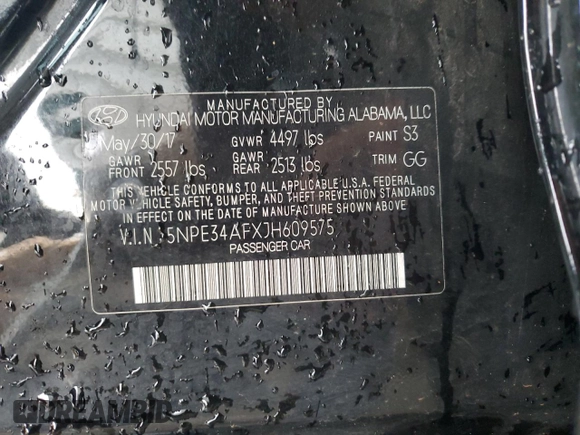 MANUFACTURED BY
HYUNDAI MOTOR MANUFACTURING ALABAMA, LLC
May/30/17 GVWR 4497 lbs PAINT S3
GAWR FRONT 2557 lbs GAWR REAR 2513 lbs TRIM GG
THIS VEHICLE CONFORMS TO ALL APPLICABLE U.S.A. FEDERAL
MOTOR VEHICLE SAFETY, BUMPER, AND THEFT PREVENTION STANDARDS
IN EFFECT ON THE DATE OF MANUFACTURE SHOWN ABOVE
V.I.N. 5NPE34AFXJH609575
PASSENGER CAR